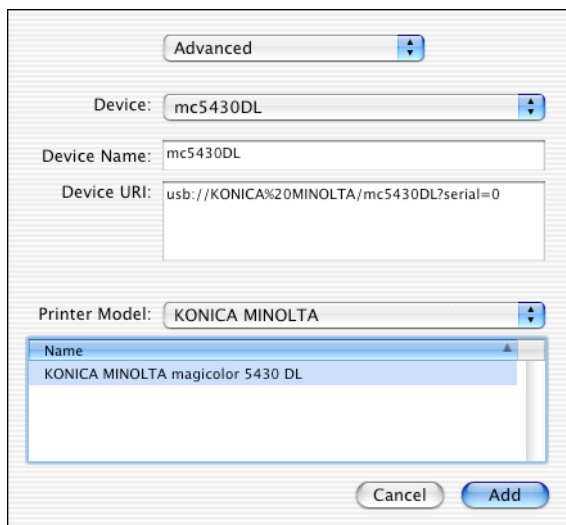 Advanced
Device: mc5430DL
Device Name: mc5430DL
Device URI: usb://KONICA%20MINOLTA/mc5430DL?serial=0
Printer Model: KONICA MINOLTA
Name
KONICA MINOLTA magicolor 5430 DL
Cancel Add